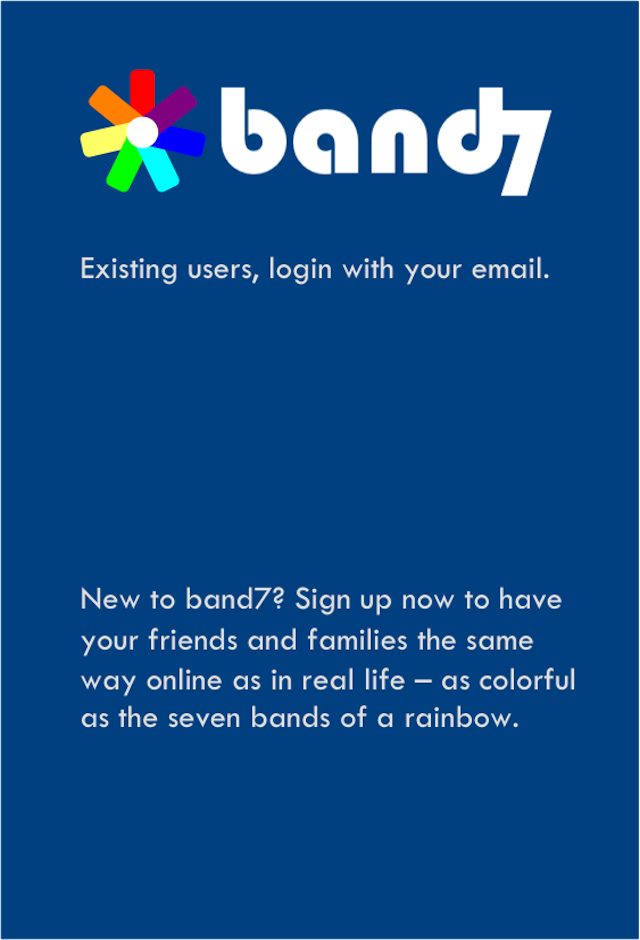 band7
Existing users, login with your email.
New to band7? Sign up now to have
your friends and families the same
way online as in real life – as colorful
as the seven bands of a rainbow.